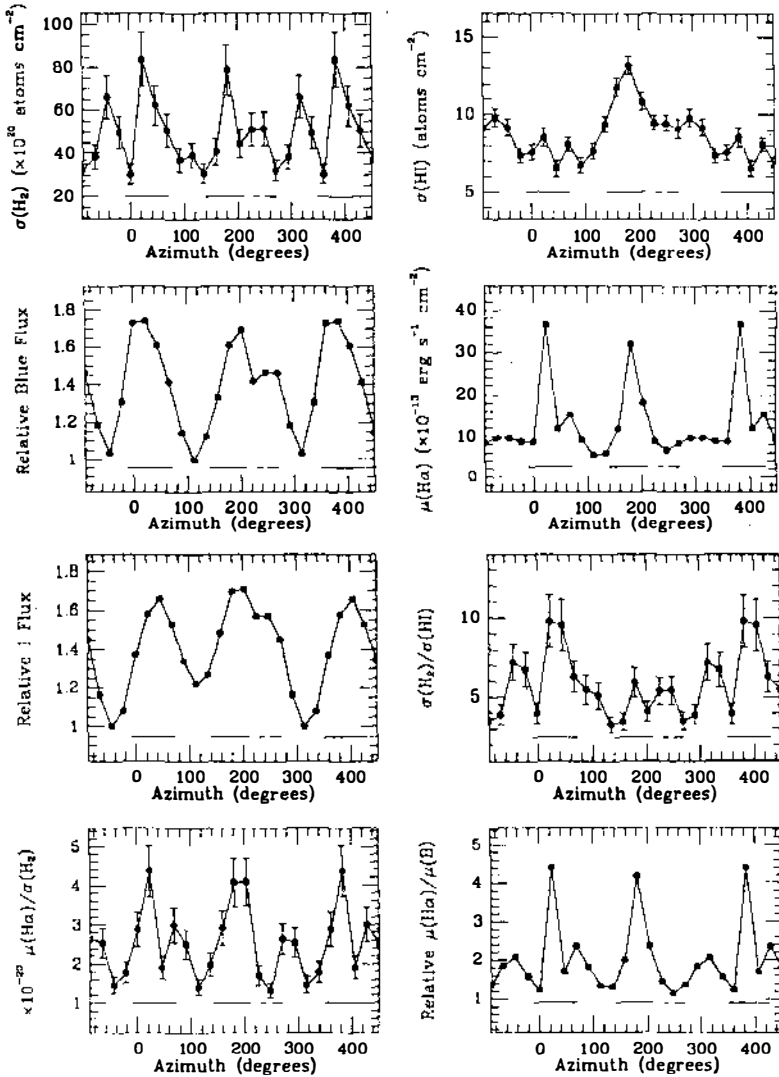 σ(H₂) (×10²⁰ atoms cm⁻²)
100
80
60
40
20
0 100 200 300 400
Azimuth (degrees)
σ(HI) (atoms cm⁻²)
15
10
5
0 100 200 300 400
Azimuth (degrees)
Relative Blue Flux
1.8
1.6
1.4
1.2
1
0 100 200 300 400
Azimuth (degrees)
μ(Hα) (×10⁻¹³ erg s⁻¹ cm⁻²)
40
30
20
10
0
0 100 200 300 400
Azimuth (degrees)
Relative I Flux
1.8
1.6
1.4
1.2
1
0 100 200 300 400
Azimuth (degrees)
σ(H₂)/σ(HI)
10
5
0 100 200 300 400
Azimuth (degrees)
×10⁻²³ μ(Hα)/σ(H₂)
5
4
3
2
1
0 100 200 300 400
Azimuth (degrees)
Relative μ(Hα)/μ(B)
5
4
3
2
1
0 100 200 300 400
Azimuth (degrees)